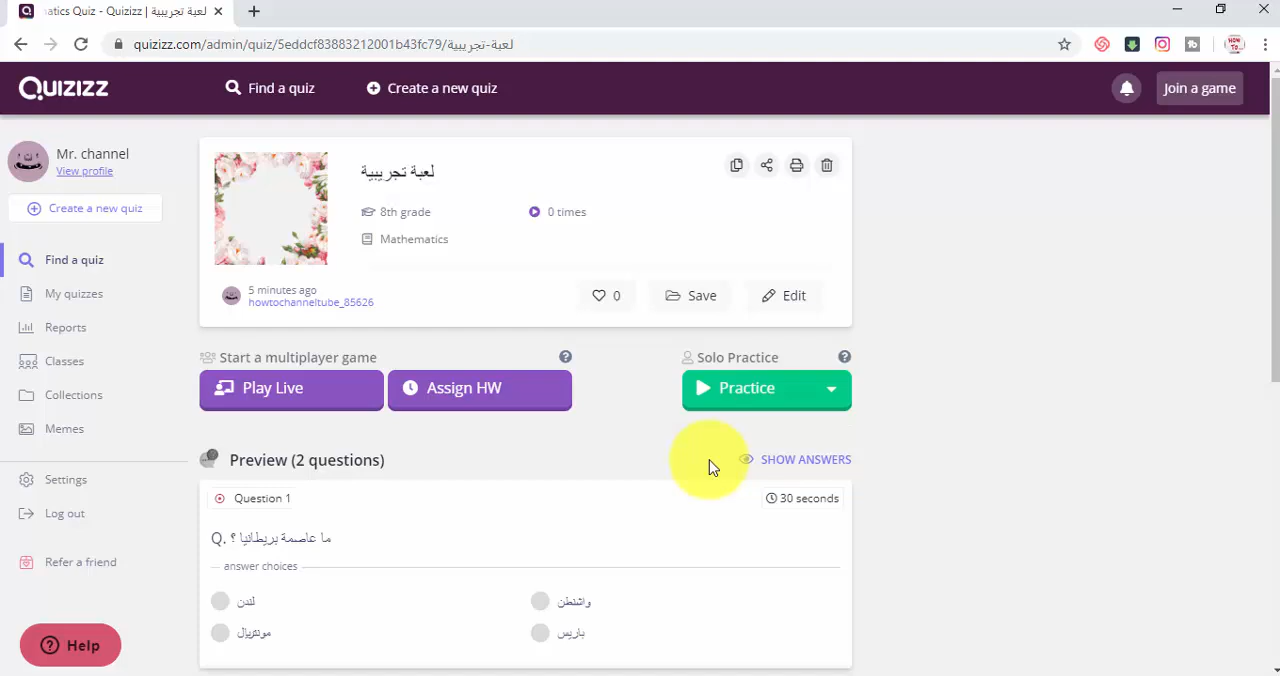 atics Quiz - Quizizz | لعبة تجريبية
quizizz.com/admin/quiz/5eddcf83883212001b43fc79/لعبة-تجريبية
HOW TO
Quizizz
Find a quiz
Create a new quiz
Join a game
Mr. channel
View profile
Create a new quiz
Find a quiz
My quizzes
Reports
Classes
Collections
Memes
Settings
Log out
Refer a friend
Help
لعبة تجريبية
8th grade
0 times
Mathematics
5 minutes ago
howtochanneltube_85626
0
Save
Edit
Start a multiplayer game
Solo Practice
Play Live
Assign HW
Practice
Preview (2 questions)
SHOW ANSWERS
Question 1
30 seconds
Q. ما عاصمة بريطانيا ؟
answer choices
لندن
واشنطن
مونتريال
باريس